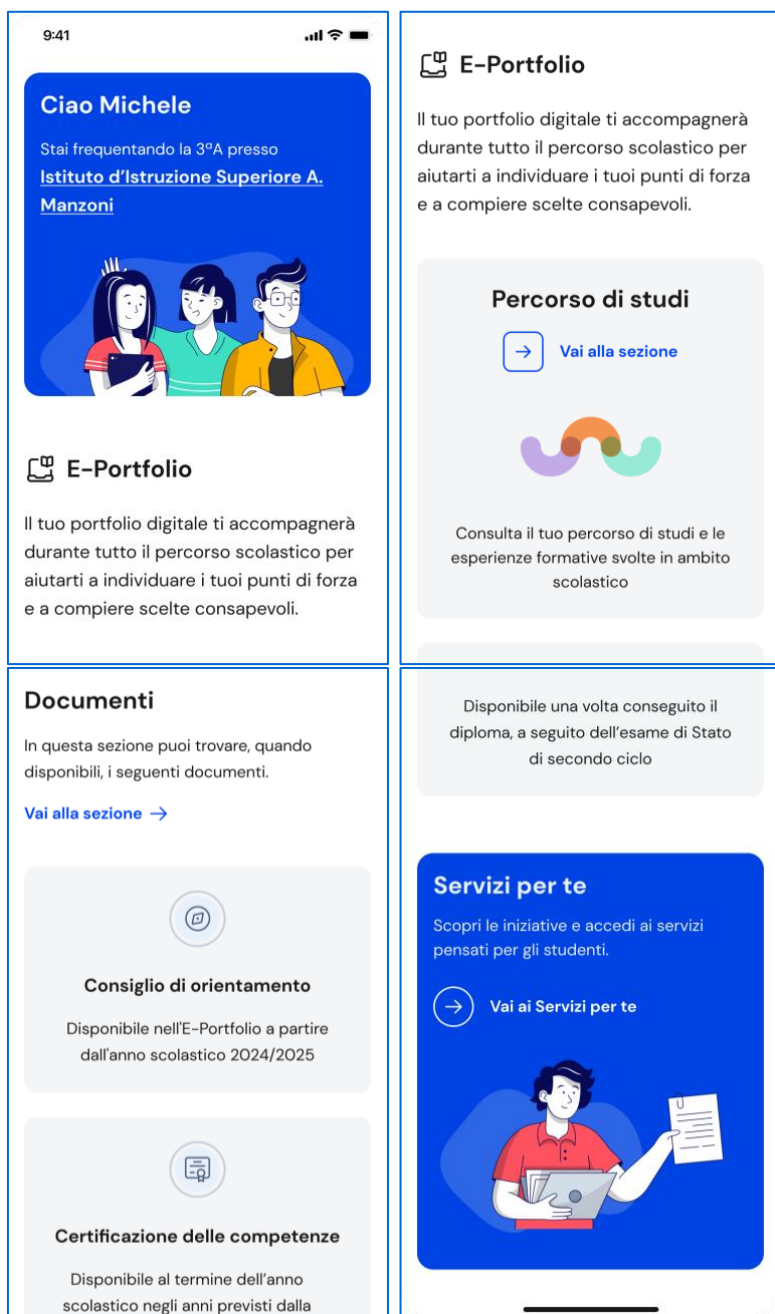 9:41
Ciao Michele
Stai frequentando la 3ªA presso
Istituto d'Istruzione Superiore A.
Manzoni
E-Portfolio
Il tuo portfolio digitale ti accompagnerà
durante tutto il percorso scolastico per
aiutarti a individuare i tuoi punti di forza
e a compiere scelte consapevoli.
E-Portfolio
Il tuo portfolio digitale ti accompagnerà
durante tutto il percorso scolastico per
aiutarti a individuare i tuoi punti di forza
e a compiere scelte consapevoli.
Percorso di studi
Vai alla sezione
Consulta il tuo percorso di studi e le
esperienze formative svolte in ambito
scolastico
Documenti
In questa sezione puoi trovare, quando
disponibili, i seguenti documenti.
Vai alla sezione
Consiglio di orientamento
Disponibile nell'E-Portfolio a partire
dall'anno scolastico 2024/2025
Certificazione delle competenze
Disponibile al termine dell'anno
scolastico negli anni previsti dalla
Disponibile una volta conseguito il
diploma, a seguito dell'esame di Stato
di secondo ciclo
Servizi per te
Scopri le iniziative e accedi ai servizi
pensati per gli studenti.
Vai ai Servizi per te